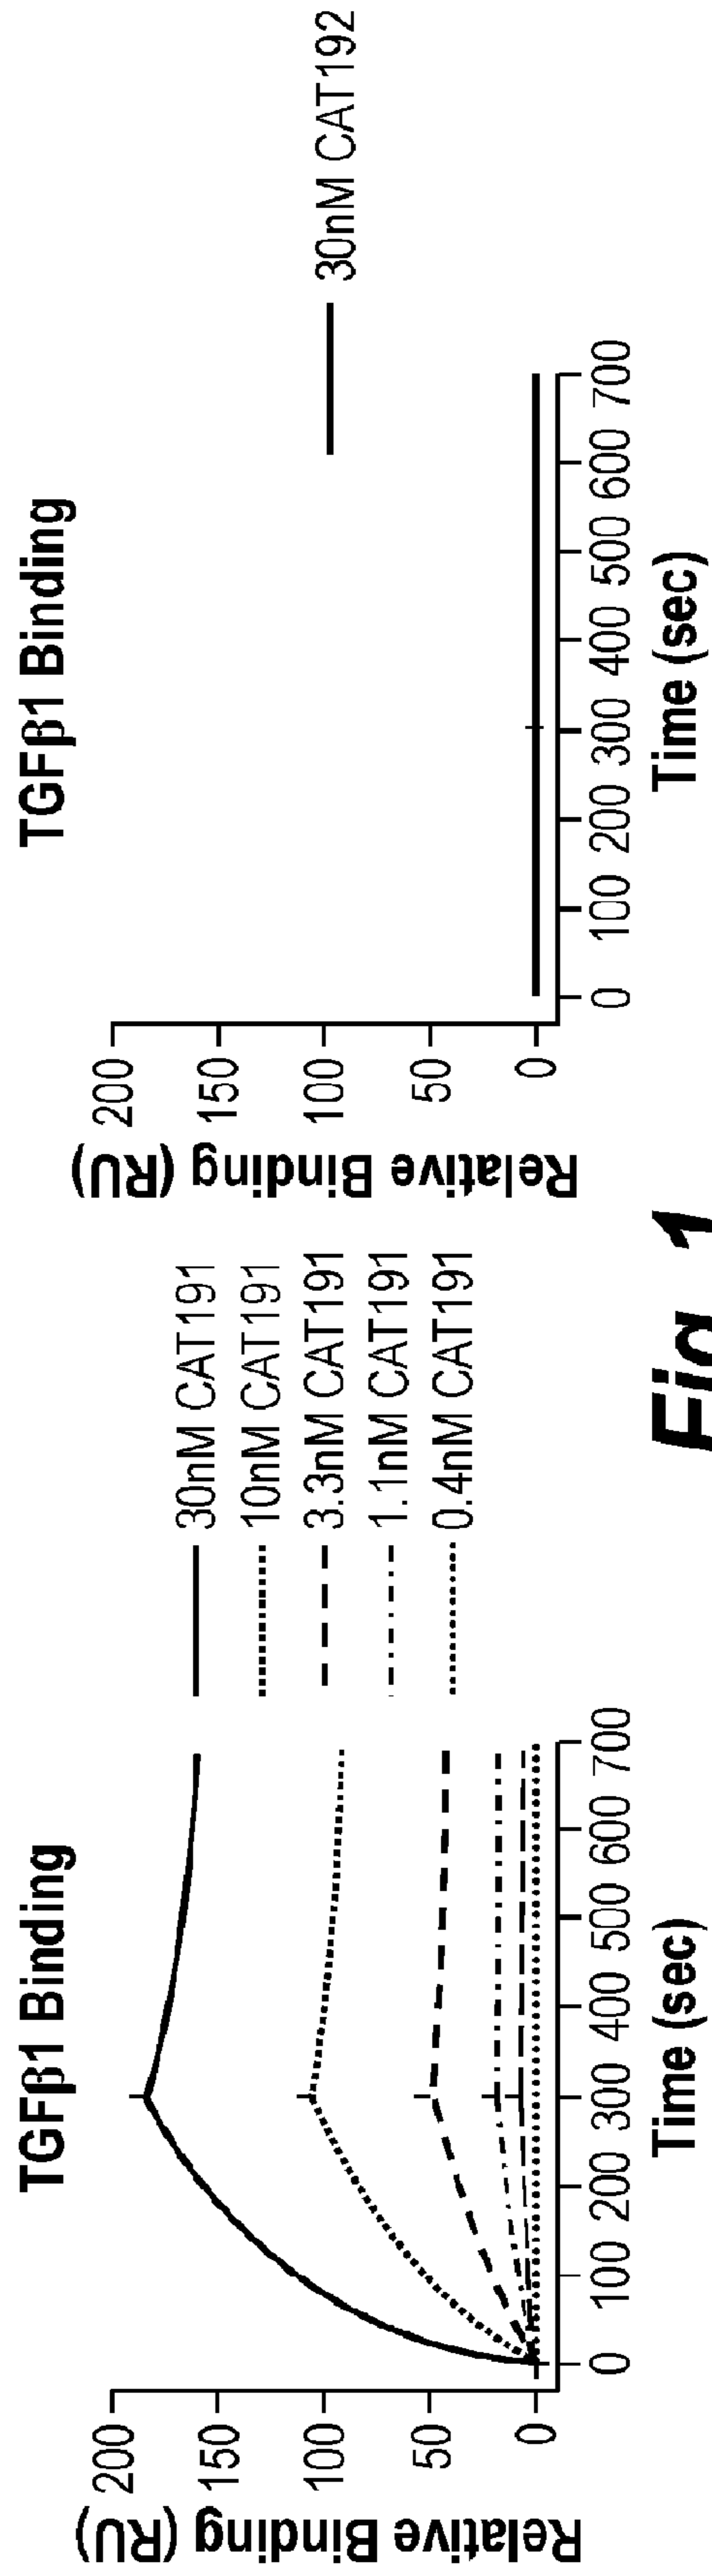 TGFβ1 Binding
Relative Binding (RU)
200
150
100
50
0
0 100 200 300 400 500 600 700
Time (sec)
30nM CAT191
10nM CAT191
3.3nM CAT191
1.1nM CAT191
0.4nM CAT191
TGFβ1 Binding
Relative Binding (RU)
200
150
100
50
0
0 100 200 300 400 500 600 700
Time (sec)
30nM CAT192
Fig. 1